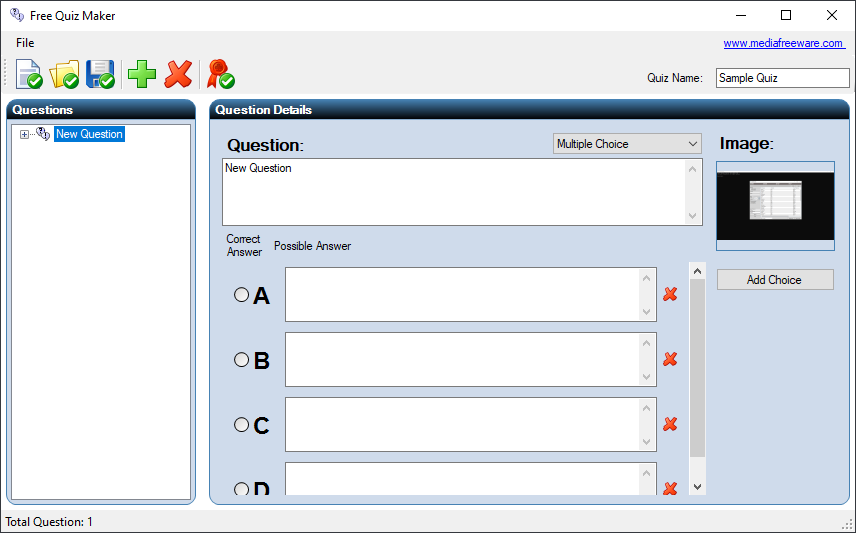 Free Quiz Maker
File
www.mediafreeware.com
Quiz Name:
Sample Quiz
Questions
New Question
Question Details
Question:
Multiple Choice
Image:
New Question
Correct
Answer
Possible Answer
Add Choice
A
B
C
D
Total Question: 1